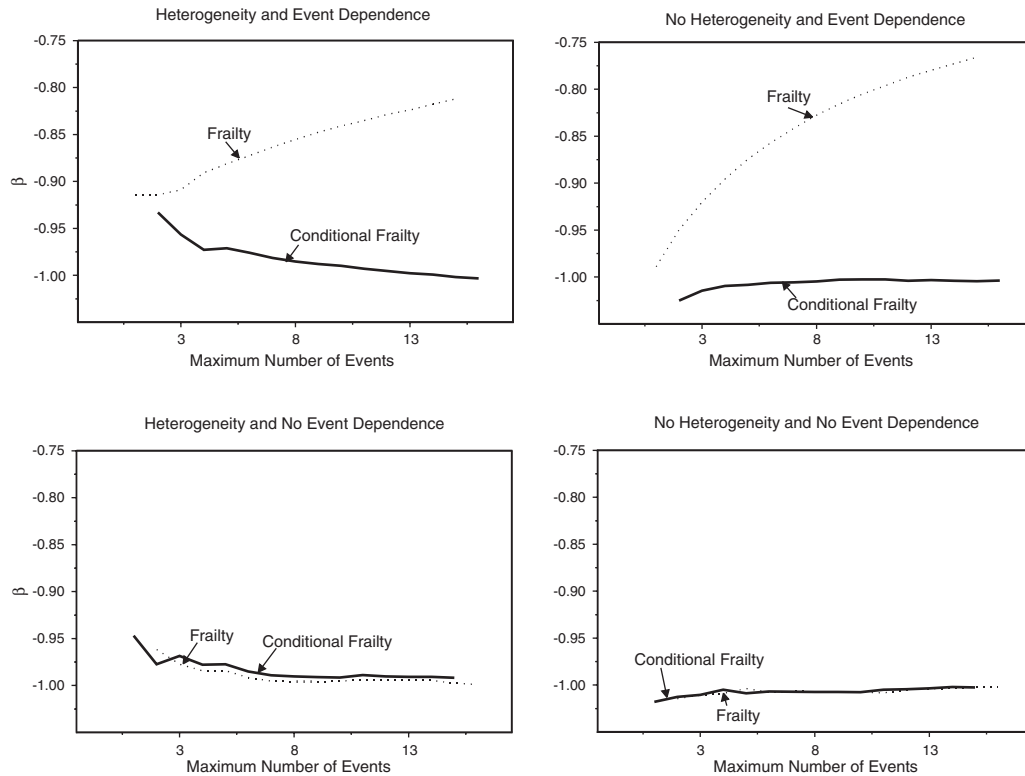 Heterogeneity and Event Dependence
-0.75
-0.80
-0.85
-0.90
-0.95
-1.00
β
Frailty
Conditional Frailty
3
8
13
Maximum Number of Events
No Heterogeneity and Event Dependence
-0.75
-0.80
-0.85
-0.90
-0.95
-1.00
Frailty
Conditional Frailty
3
8
13
Maximum Number of Events
Heterogeneity and No Event Dependence
-0.75
-0.80
-0.85
-0.90
-0.95
-1.00
β
Frailty
Conditional Frailty
3
8
13
Maximum Number of Events
No Heterogeneity and No Event Dependence
-0.75
-0.80
-0.85
-0.90
-0.95
-1.00
Conditional Frailty
Frailty
3
8
13
Maximum Number of Events